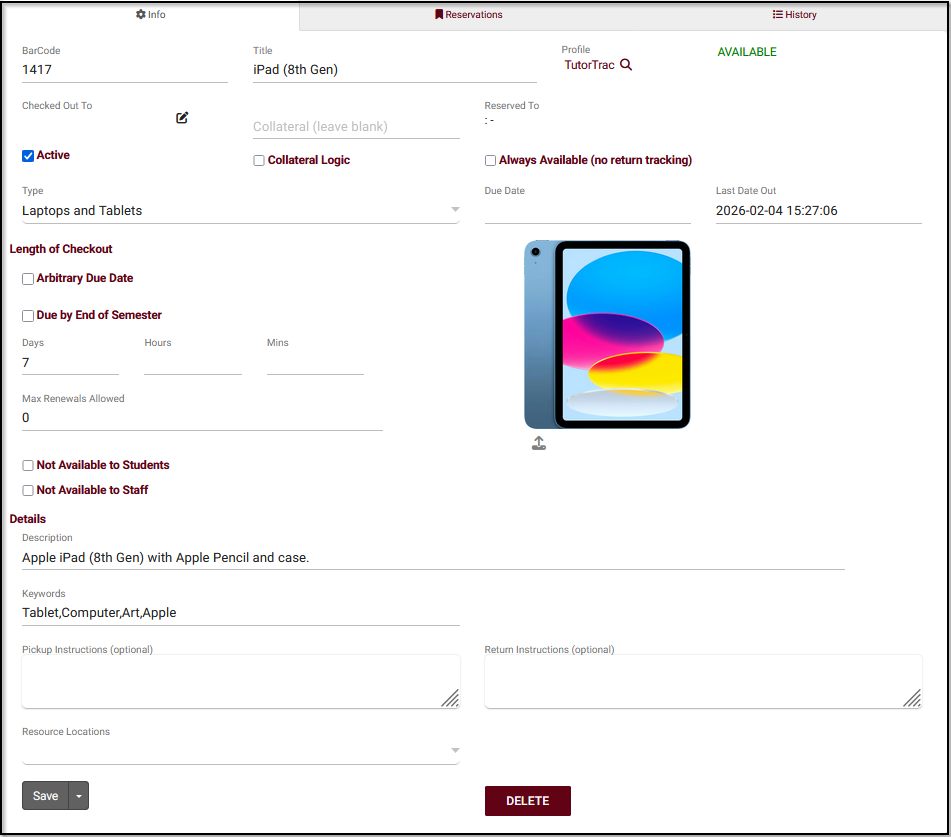 Info
Reservations
History
BarCode
1417
Title
iPad (8th Gen)
Profile
TutorTrac
AVAILABLE
Checked Out To
Collateral (leave blank)
Reserved To
: -
Active
Collateral Logic
Always Available (no return tracking)
Type
Laptops and Tablets
Due Date
Last Date Out
2026-02-04 15:27:06
Length of Checkout
Arbitrary Due Date
Due by End of Semester
Days
7
Hours
Mins
Max Renewals Allowed
0
Not Available to Students
Not Available to Staff
Details
Description
Apple iPad (8th Gen) with Apple Pencil and case.
Keywords
Tablet,Computer,Art,Apple
Pickup Instructions (optional)
Return Instructions (optional)
Resource Locations
Save
DELETE